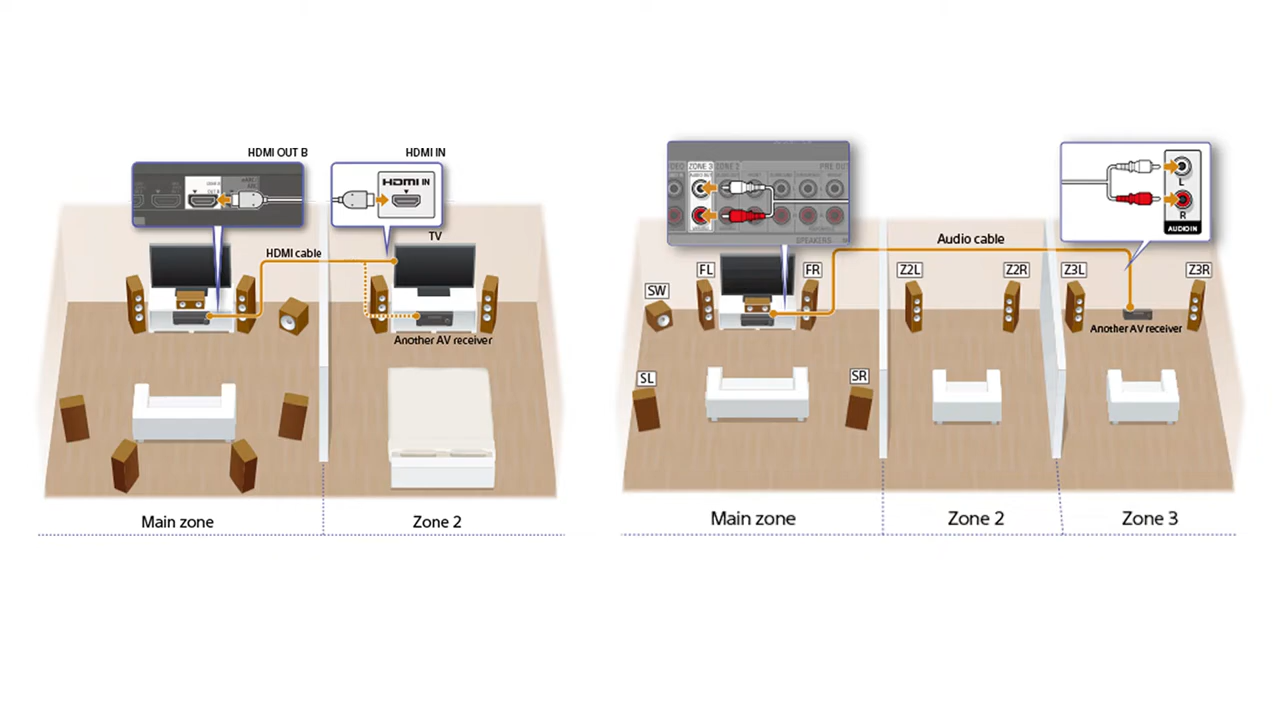 HDMI OUT B
HDMI IN
HDMI IN
TV
HDMI cable
Another AV receiver
Main zone
Zone 2
ZONE 3
ZONE 2
PRE OUT
AUDIO OUT
SPEAKERS
L
R
AUDIO IN
Audio cable
SW
FL
FR
Z2L
Z2R
Z3L
Z3R
Another AV receiver
SL
SR
Main zone
Zone 2
Zone 3